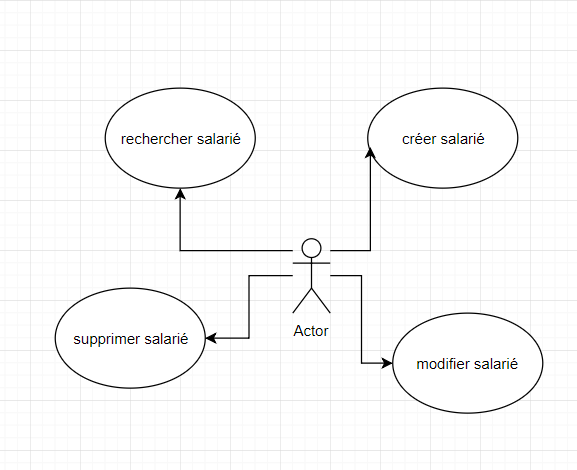 rechercher salarié
créer salarié
Actor
supprimer salarié
modifier salarié